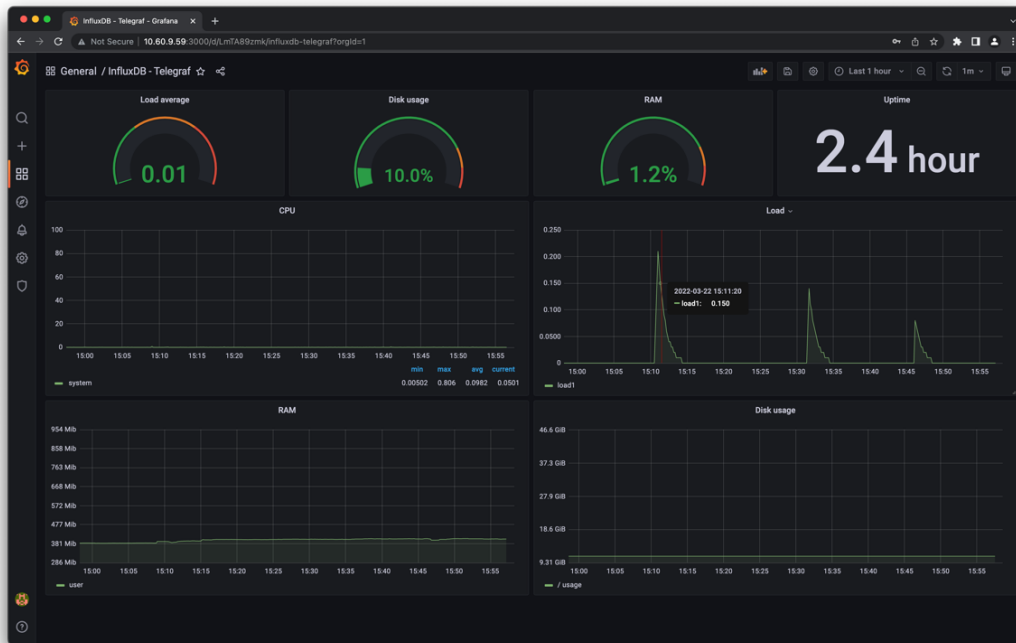 InfluxDB - Telegraf - Grafana
Not Secure | 10.60.9.59:3000/d/LmTA89zmk/influxdb-telegraf?orgId=1
General / InfluxDB - Telegraf
Last 1 hour
1m
Load average
0.01
Disk usage
10.0%
RAM
1.2%
Uptime
2.4 hour
CPU
100
80
60
40
20
0
15:00 15:05 15:10 15:15 15:20 15:25 15:30 15:35 15:40 15:45 15:50 15:55
min max avg current
system 0.00502 0.806 0.0982 0.0501
Load
0.250
0.200
0.150
0.100
0.0500
0
2022-03-22 15:11:20
load1: 0.150
15:00 15:05 15:10 15:15 15:20 15:25 15:30 15:35 15:40 15:45 15:50 15:55
load1
RAM
954 Mib
858 Mib
763 Mib
668 Mib
572 Mib
477 Mib
381 Mib
286 Mib
15:00 15:05 15:10 15:15 15:20 15:25 15:30 15:35 15:40 15:45 15:50 15:55
user
Disk usage
46.6 GiB
37.3 GiB
27.9 GiB
18.6 GiB
9.31 GiB
15:00 15:05 15:10 15:15 15:20 15:25 15:30 15:35 15:40 15:45 15:50 15:55
/ usage